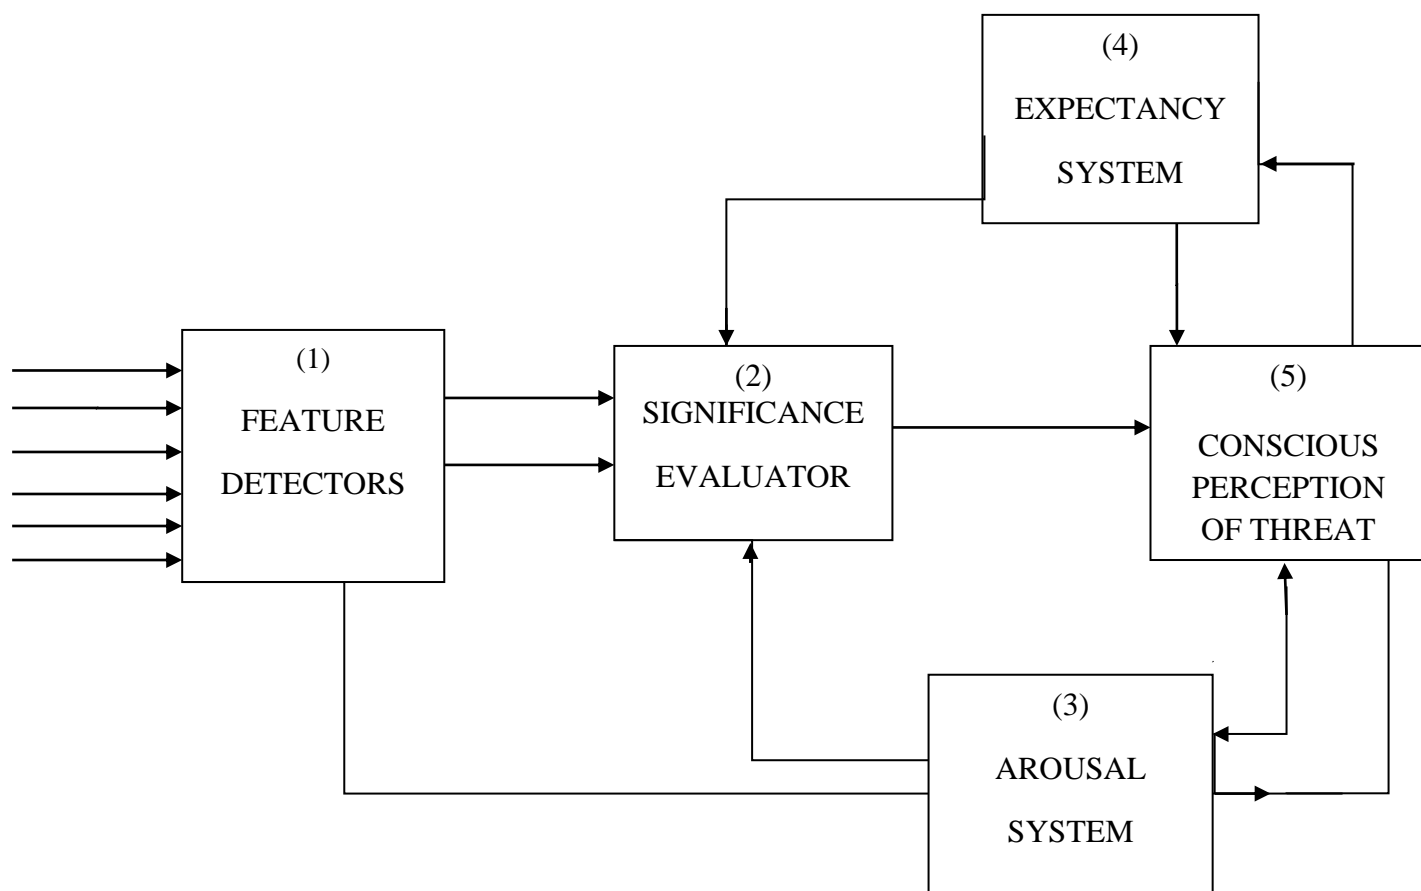 (4)
EXPECTANCY
SYSTEM
(1)
FEATURE
DETECTORS
(2)
SIGNIFICANCE
EVALUATOR
(5)
CONSCIOUS
PERCEPTION
OF THREAT
(3)
AROUSAL
SYSTEM